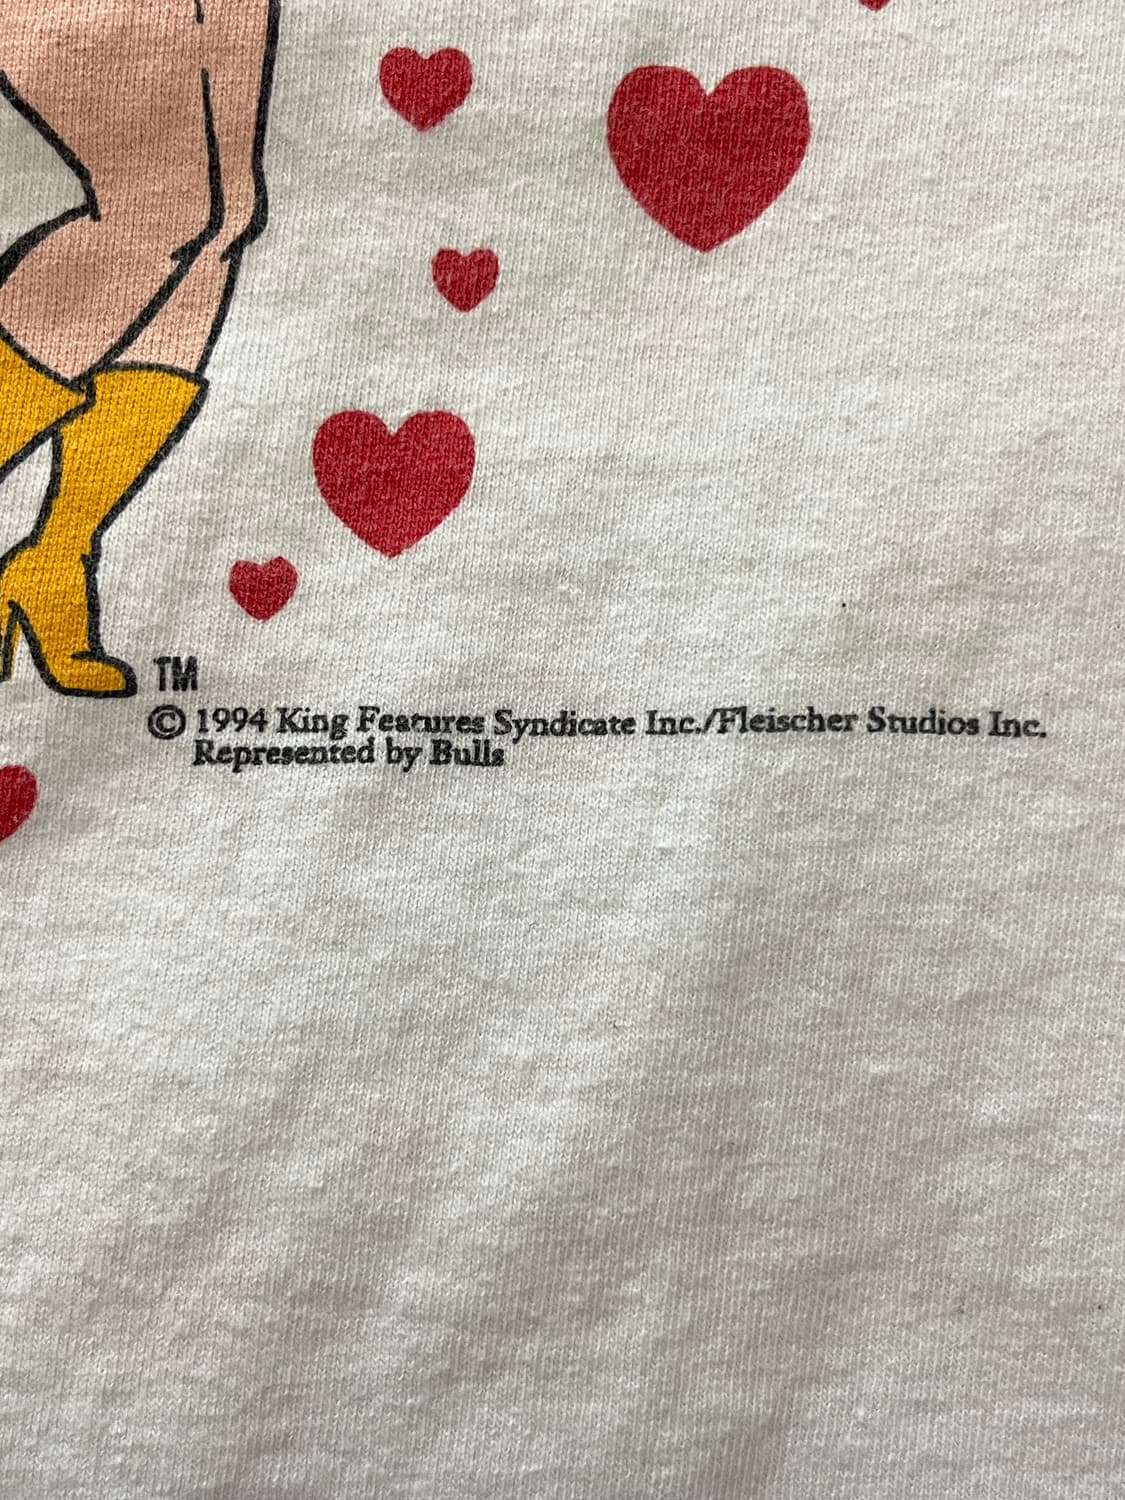 TM
© 1994 King Features Syndicate Inc./Fleischer Studios Inc.
Represented by Bulls